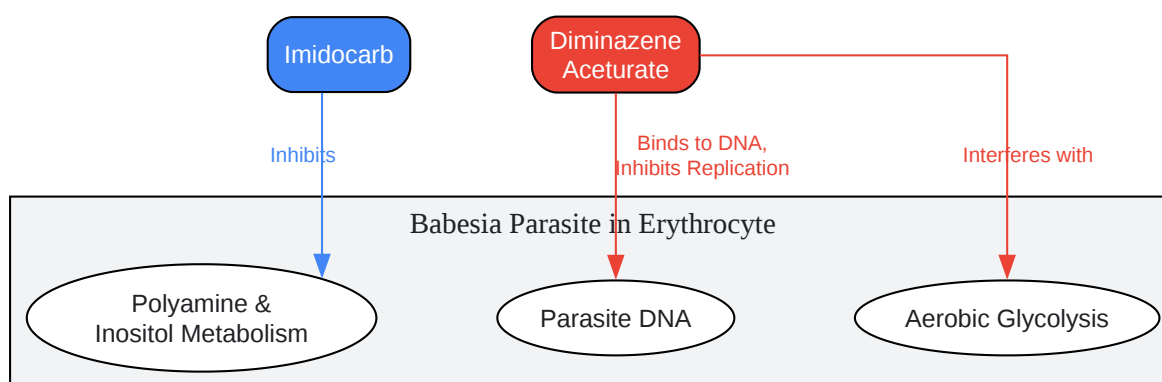 Imidocarb
Diminazene
Aceturate
Inhibits
Binds to DNA,
Inhibits Replication
Interferes with
Babesia Parasite in Erythrocyte
Polyamine &
Inositol Metabolism
Parasite DNA
Aerobic Glycolysis